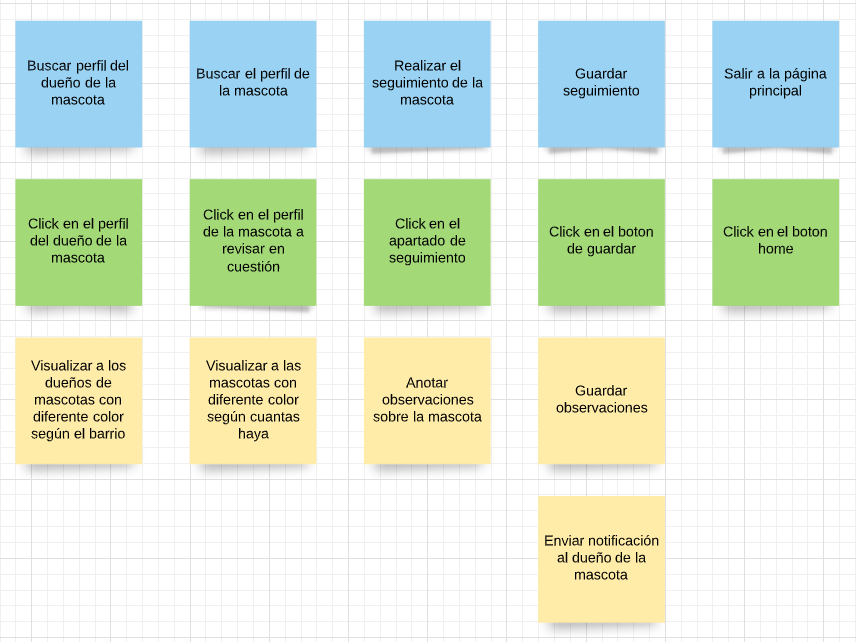 Buscar perfil del
dueño de la
mascota
Buscar el perfil de
la mascota
Realizar el
seguimiento de la
mascota
Guardar
seguimiento
Salir a la página
principal
Click en el perfil
del dueño de la
mascota
Click en el perfil
de la mascota a
revisar en
cuestión
Click en el
apartado de
seguimiento
Click en el boton
de guardar
Click en el boton
home
Visualizar a los
dueños de
mascotas con
diferente color
según el barrio
Visualizar a las
mascotas con
diferente color
según cuantas
haya
Anotar
observaciones
sobre la mascota
Guardar
observaciones
Enviar notificación
al dueño de la
mascota